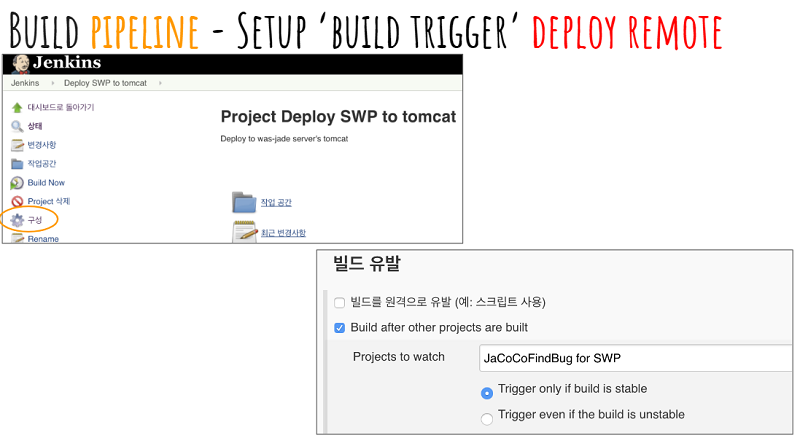 BUILD PIPELINE - SETUP ‘BUILD TRIGGER’ DEPLOY REMOTE
Jenkins
Jenkins › Deploy SWP to tomcat ›
대시보드로 돌아가기
상태
변경사항
작업공간
Build Now
Project 삭제
구성
Rename
Project Deploy SWP to tomcat
Deploy to was-jade server's tomcat
작업 공간
최근 변경사항
빌드 유발
빌드를 원격으로 유발 (예: 스크립트 사용)
Build after other projects are built
Projects to watch JaCoCoFindBug for SWP
Trigger only if build is stable
Trigger even if the build is unstable